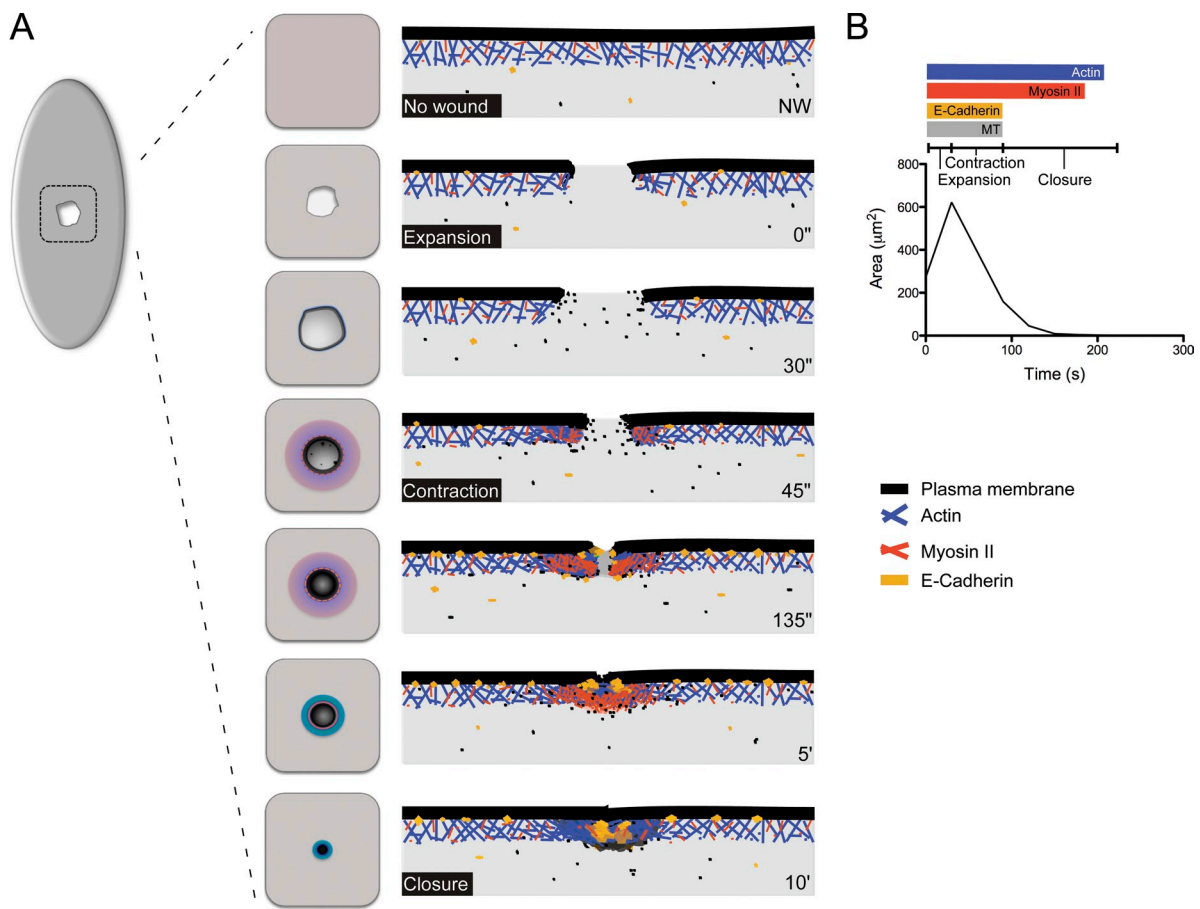 A
No wound
NW
Expansion
0"
30"
Contraction
45"
135"
5'
Closure
10'
B
Actin
Myosin II
E-Cadherin
MT
Contraction
Expansion
Closure
Area (µm²)
800
600
400
200
0
0
100
200
300
Time (s)
Plasma membrane
Actin
Myosin II
E-Cadherin